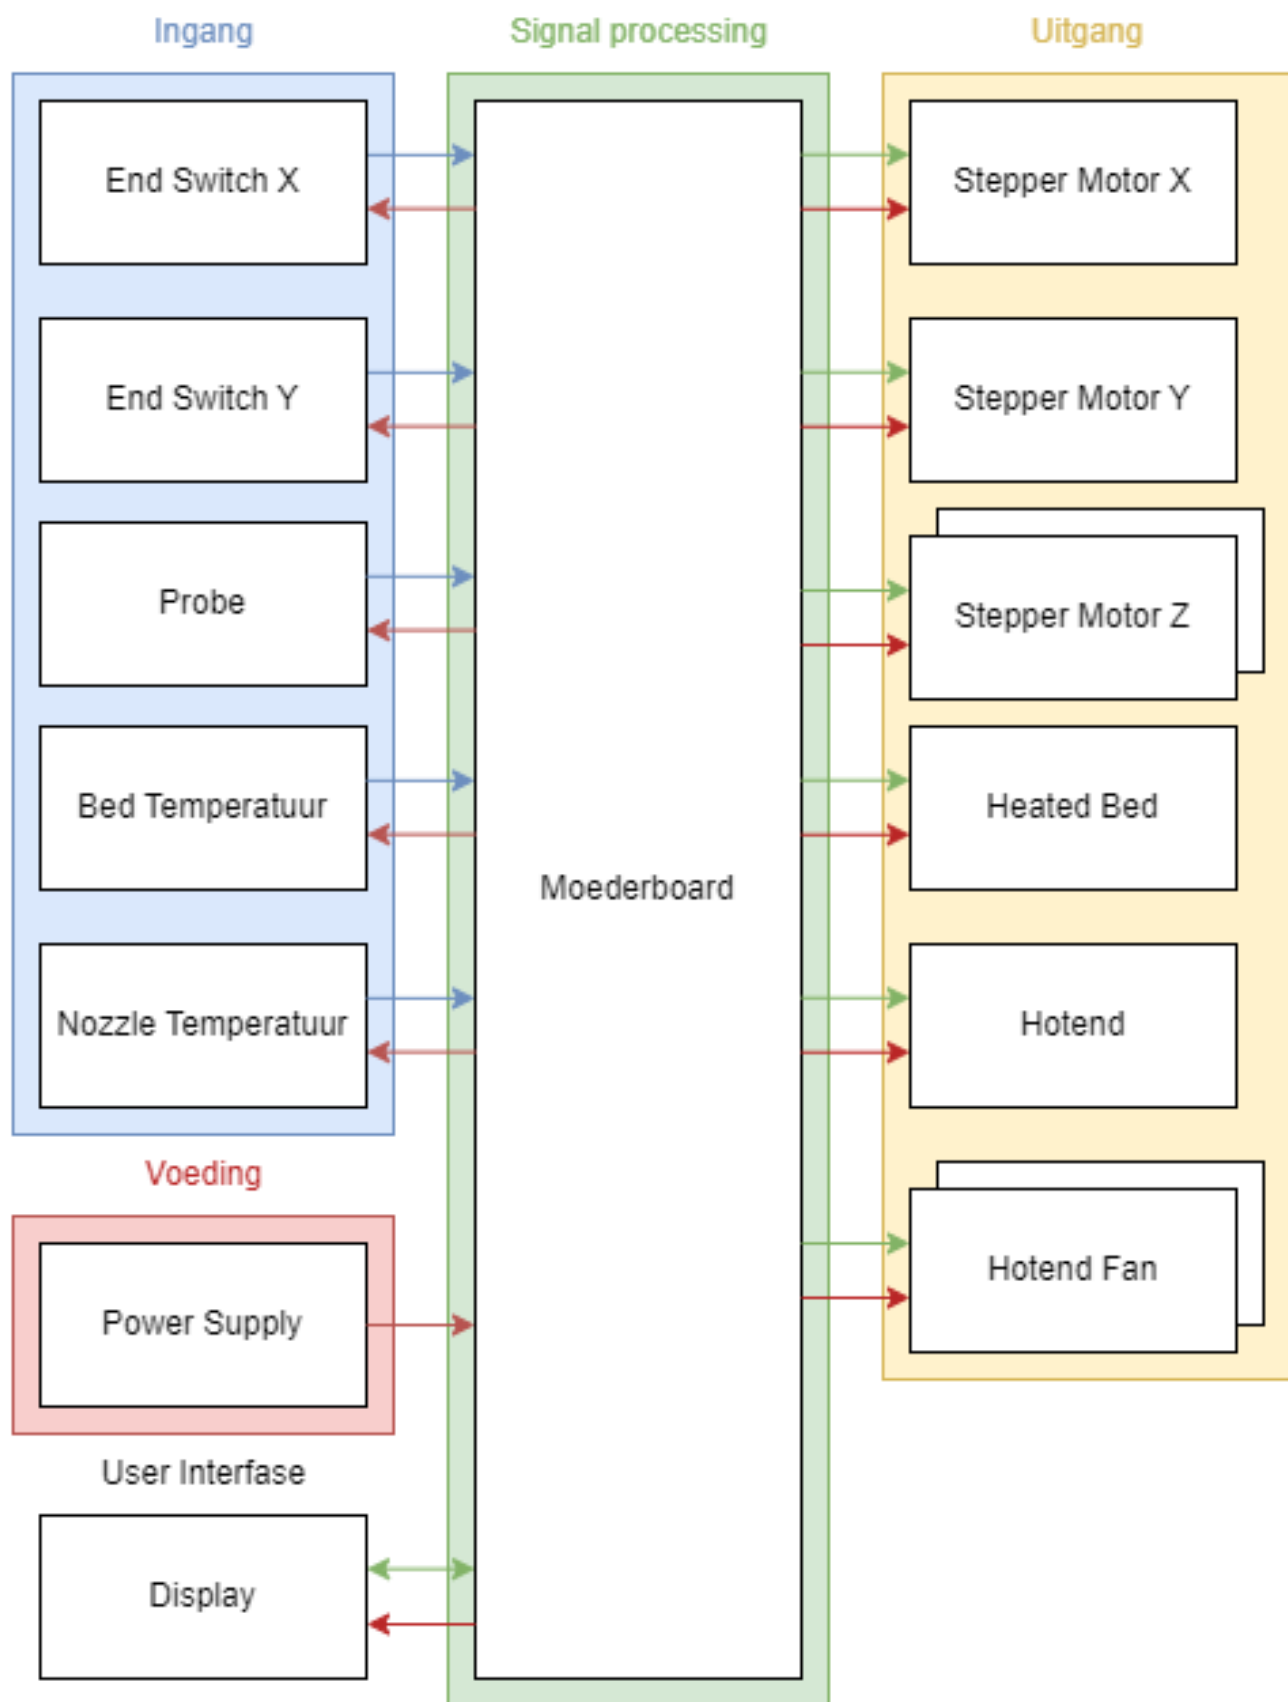 Ingang
Signal processing
Uitgang
End Switch X
Stepper Motor X
End Switch Y
Stepper Motor Y
Probe
Stepper Motor Z
Bed Temperatuur
Heated Bed
Moederboard
Nozzle Temperatuur
Hotend
Voeding
Hotend Fan
Power Supply
User Interfase
Display